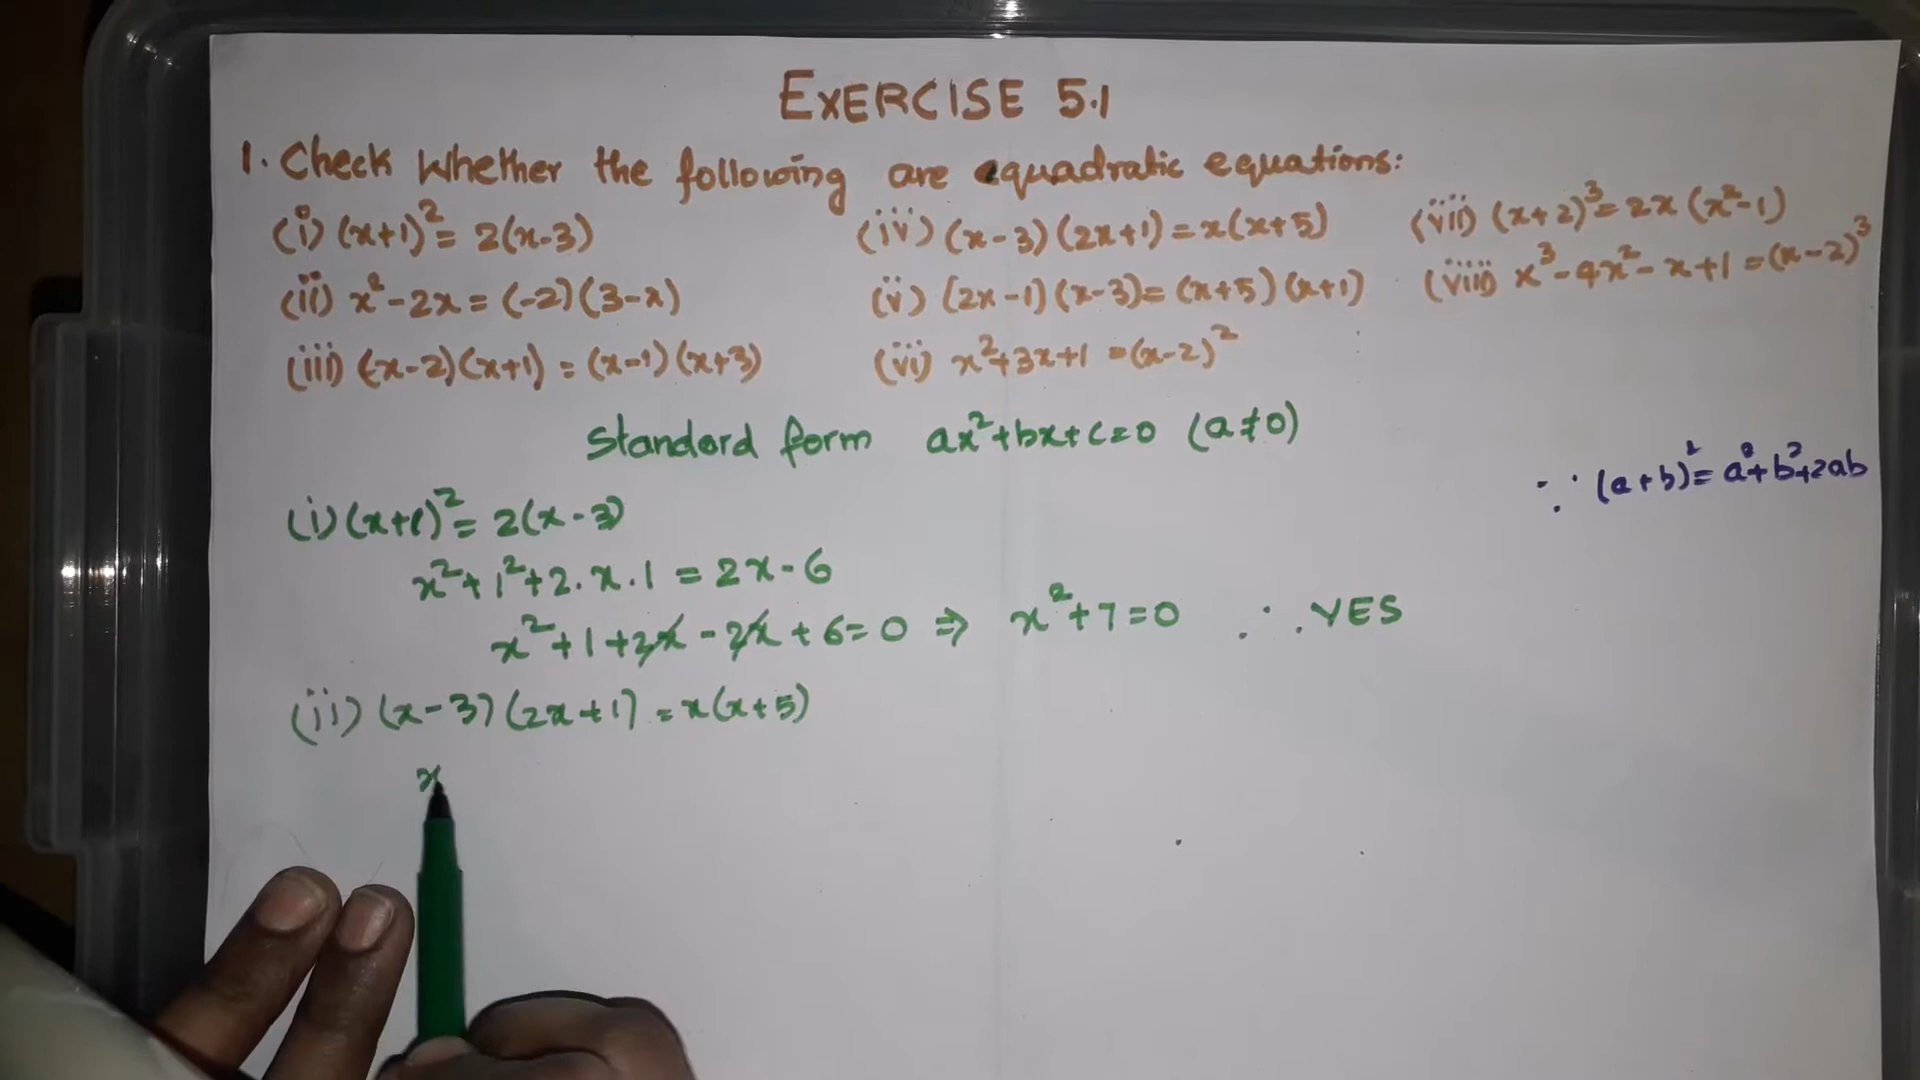 EXERCISE 5.1
1. Check whether the following are quadratic equations:
(i) (x+1)² = 2(x-3)
(ii) x² - 2x = (-2)(3-x)
(iii) (x-2)(x+1) = (x-1)(x+3)
(iv) (x-3)(2x+1) = x(x+5)
(v) (2x-1)(x-3) = (x+5)(x+1)
(vi) x²+3x+1 = (x-2)²
(vii) (x+2)³ = 2x(x²-1)
(viii) x³-4x²-x+1 = (x-2)³
Standard form ax²+bx+c=0 (a≠0)
∵ (a+b)² = a²+b²+2ab
(i) (x+1)² = 2(x-3)
x²+1²+2.x.1 = 2x-6
x²+1+2x-2x+6=0 ⇒ x²+7=0 ∴ YES
(ii) (x-3)(2x+1) = x(x+5)
x